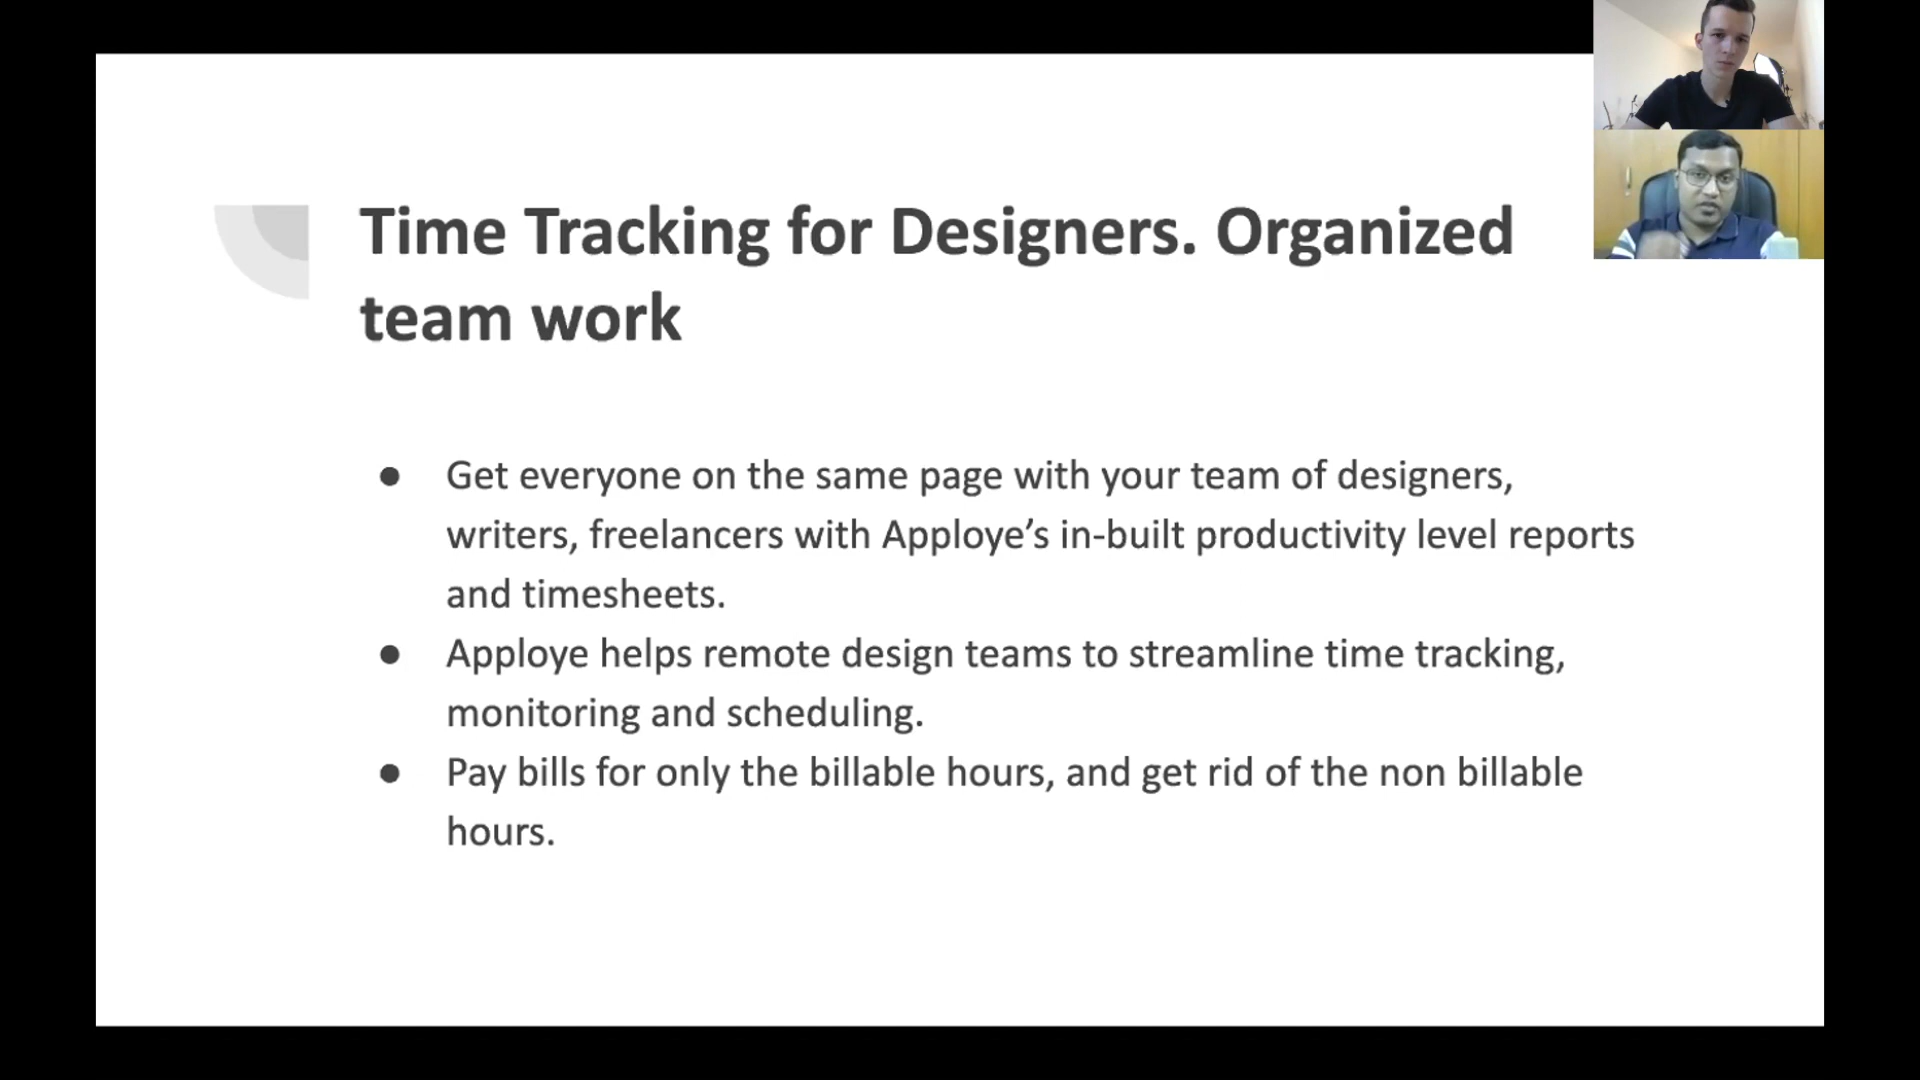 Time Tracking for Designers. Organized
team work
● Get everyone on the same page with your team of designers,
writers, freelancers with Apploye’s in-built productivity level reports
and timesheets.
● Apploye helps remote design teams to streamline time tracking,
monitoring and scheduling.
● Pay bills for only the billable hours, and get rid of the non billable
hours.